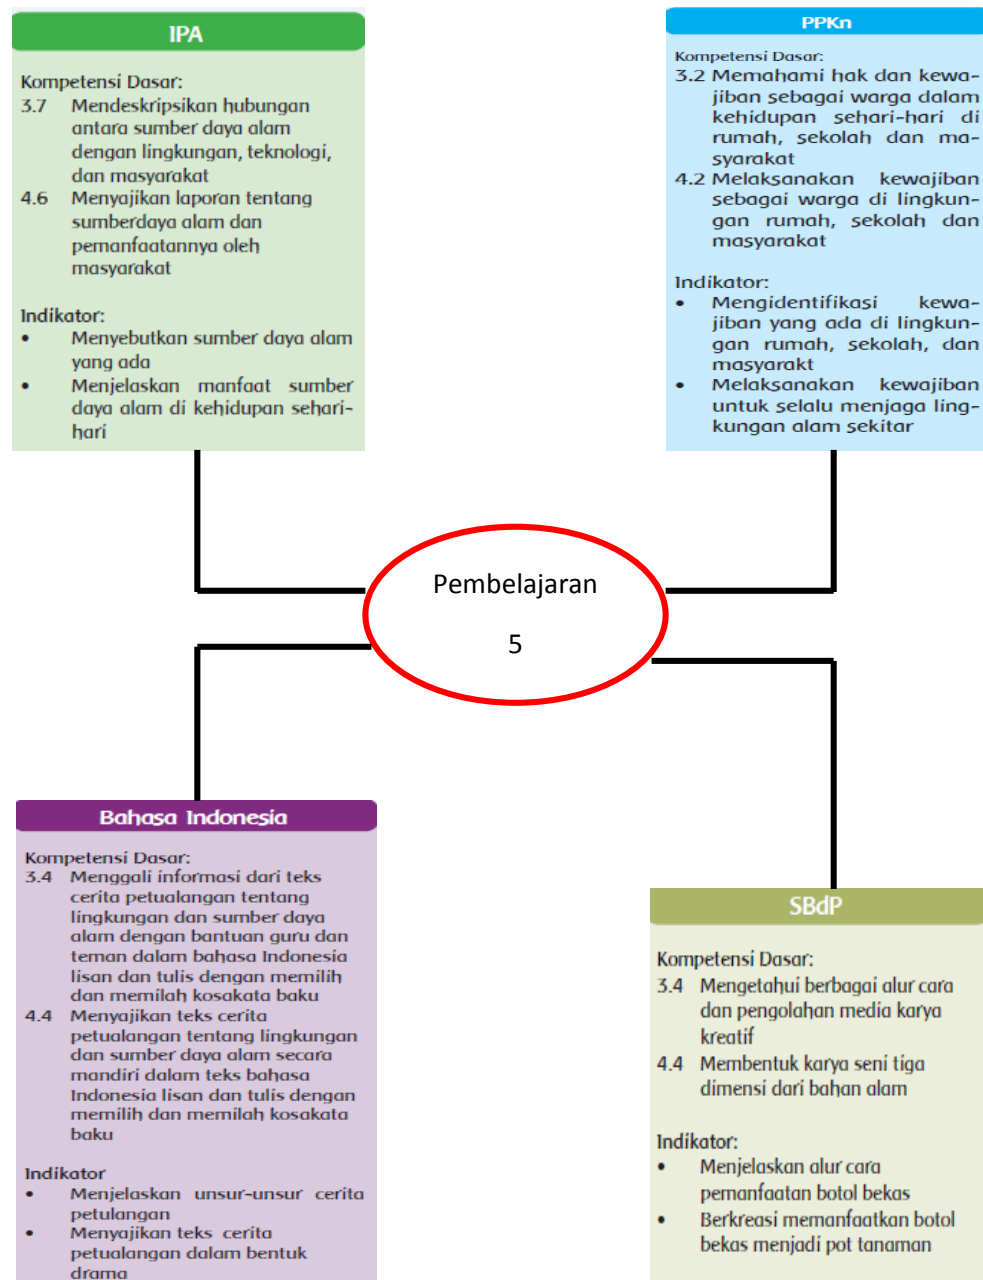 IPA
Kompetensi Dasar:
3.7 Mendeskripsikan hubungan
antara sumber daya alam
dengan lingkungan, teknologi,
dan masyarakat
4.6 Menyajikan laporan tentang
sumberdaya alam dan
pemanfaatannya oleh
masyarakat
Indikator:
• Menyebutkan sumber daya alam
yang ada
• Menjelaskan manfaat sumber
daya alam di kehidupan sehari-
hari
PPKn
Kompetensi Dasar:
3.2 Memahami hak dan kewa-
jiban sebagai warga dalam
kehidupan sehari-hari di
rumah, sekolah dan ma-
syarakat
4.2 Melaksanakan kewajiban
sebagai warga di lingkun-
gan rumah, sekolah dan
masyarakat
Indikator:
• Mengidentifikasi kewa-
jiban yang ada di lingkun-
gan rumah, sekolah, dan
masyarakt
• Melaksanakan kewajiban
untuk selalu menjaga ling-
kungan alam sekitar
Pembelajaran
5
Bahasa Indonesia
Kompetensi Dasar:
3.4 Menggali informasi dari teks
cerita petualangan tentang
lingkungan dan sumber daya
alam dengan bantuan guru dan
teman dalam bahasa Indonesia
lisan dan tulis dengan memilih
dan memilah kosakata baku
4.4 Menyajikan teks cerita
petualangan tentang lingkungan
dan sumber daya alam secara
mandiri dalam teks bahasa
Indonesia lisan dan tulis dengan
memilih dan memilah kosakata
baku
Indikator
• Menjelaskan unsur-unsur cerita
petulangan
• Menyajikan teks cerita
petualangan dalam bentuk
drama
SBdP
Kompetensi Dasar:
3.4 Mengetahui berbagai alur cara
dan pengolahan media karya
kreatif
4.4 Membentuk karya seni tiga
dimensi dari bahan alam
Indikator:
• Menjelaskan alur cara
pemanfaatan botol bekas
• Berkreasi memanfaatkan botol
bekas menjadi pot tanaman